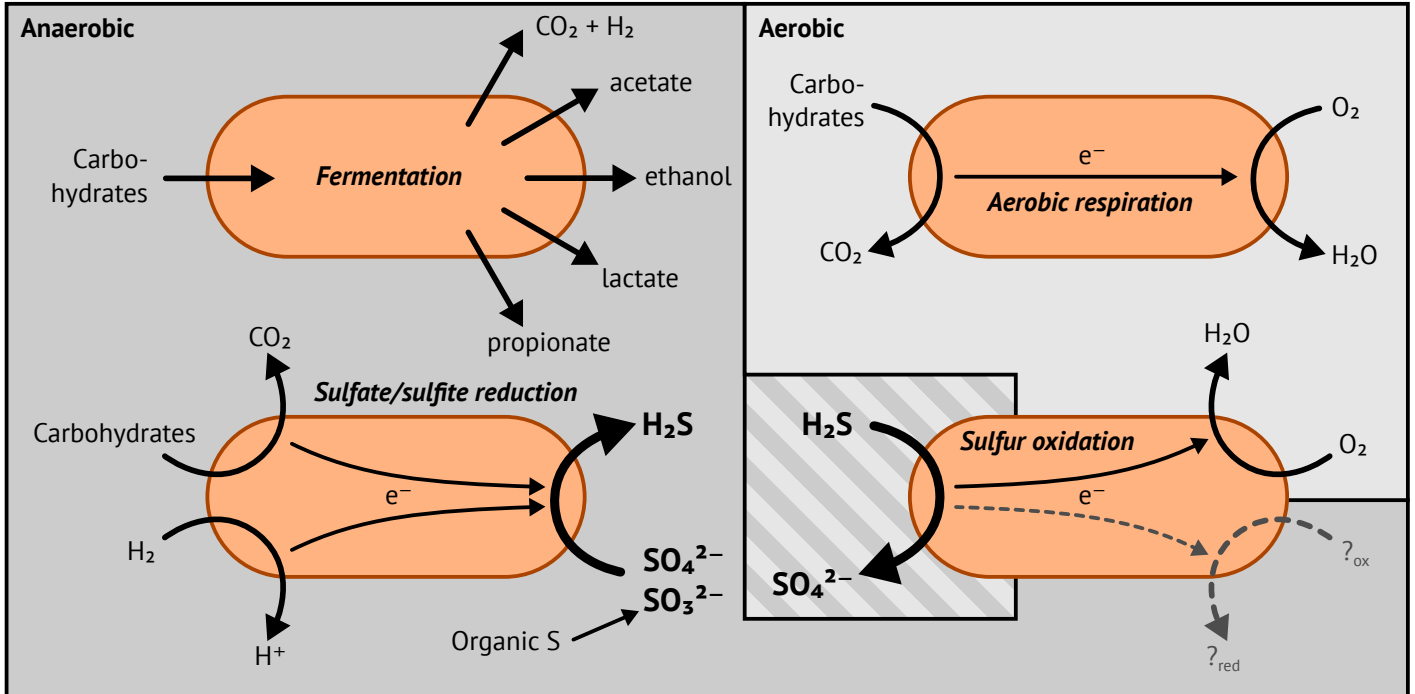 Anaerobic
CO₂ + H₂
acetate
Carbo-
hydrates
Fermentation
ethanol
lactate
propionate
CO₂
Sulfate/sulfite reduction
Carbohydrates
H₂S
e⁻
H₂
SO₄²⁻
SO₃²⁻
Organic S
H⁺
Aerobic
Carbo-
hydrates
O₂
e⁻
Aerobic respiration
CO₂
H₂O
H₂O
H₂S
Sulfur oxidation
O₂
e⁻
?ox
SO₄²⁻
?red